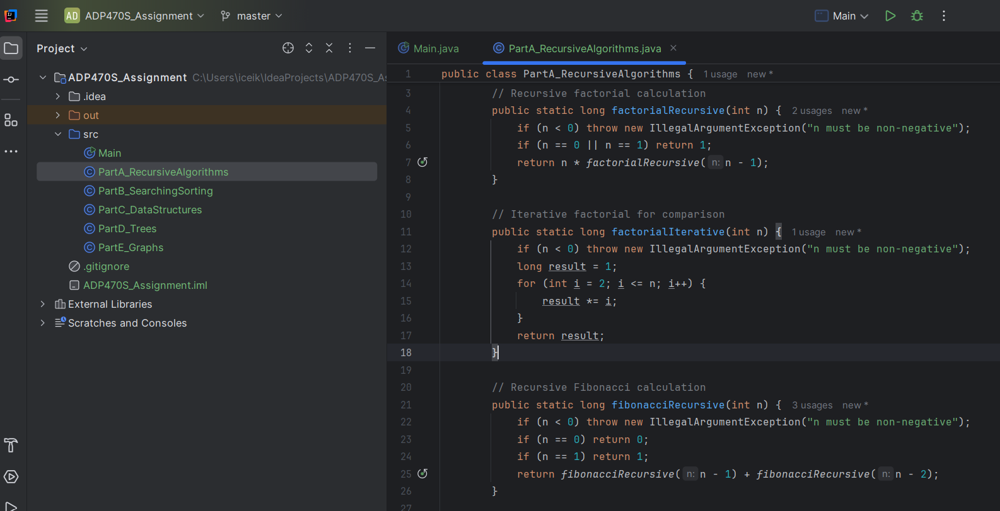 AD ADP470S_Assignment master Main
Project
ADP470S_Assignment C:\Users\iceik\IdeaProjects\ADP470S_As
.idea
out
src
Main
PartA_RecursiveAlgorithms
PartB_SearchingSorting
PartC_DataStructures
PartD_Trees
PartE_Graphs
.gitignore
ADP470S_Assignment.iml
External Libraries
Scratches and Consoles
Main.java PartA_RecursiveAlgorithms.java
1 public class PartA_RecursiveAlgorithms { 1 usage new *
3 // Recursive factorial calculation
4 public static long factorialRecursive(int n) { 2 usages new *
5 if (n < 0) throw new IllegalArgumentException("n must be non-negative");
6 if (n == 0 || n == 1) return 1;
7 return n * factorialRecursive( n: n - 1);
8 }
9
10 // Iterative factorial for comparison
11 public static long factorialIterative(int n) { 1 usage new *
12 if (n < 0) throw new IllegalArgumentException("n must be non-negative");
13 long result = 1;
14 for (int i = 2; i <= n; i++) {
15 result *= i;
16 }
17 return result;
18 }
19
20 // Recursive Fibonacci calculation
21 public static long fibonacciRecursive(int n) { 3 usages new *
22 if (n < 0) throw new IllegalArgumentException("n must be non-negative");
23 if (n == 0) return 0;
24 if (n == 1) return 1;
25 return fibonacciRecursive( n: n - 1) + fibonacciRecursive( n: n - 2);
26 }
27